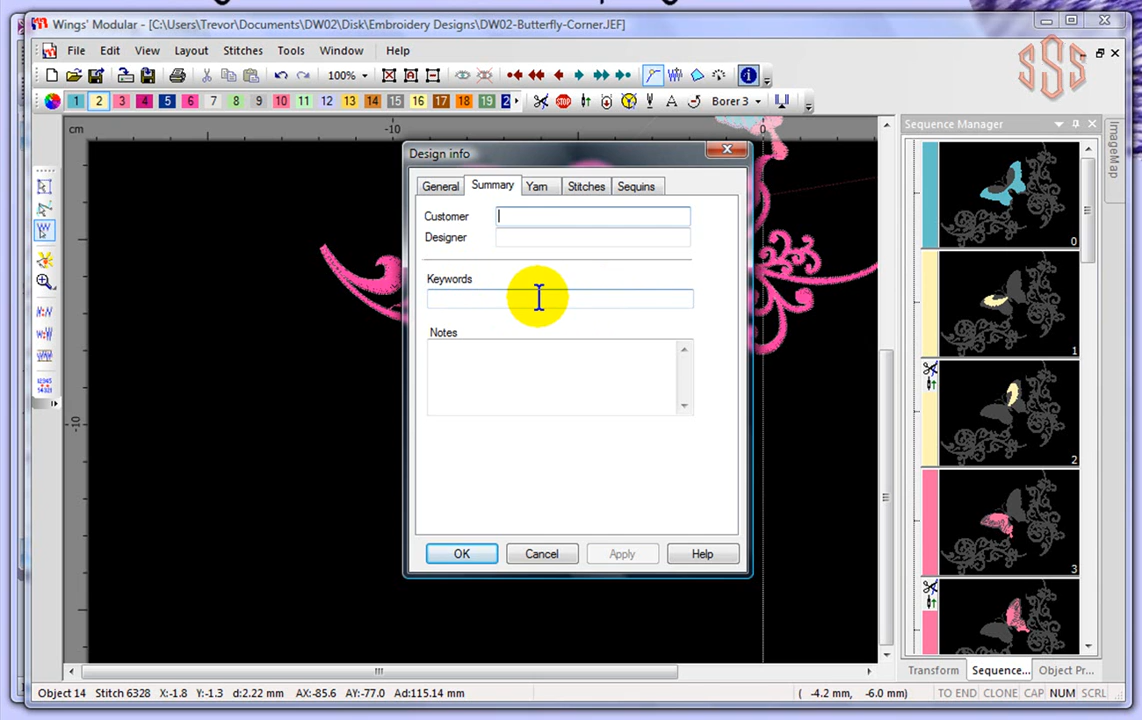 Wings' Modular - [C:\Users\Trevor\Documents\DW02\Disk\Embroidery Designs\DW02-Butterfly-Corner.JEF]
File Edit View Layout Stitches Tools Window Help
SSS
100%
1 2 3 4 5 6 7 8 9 10 11 12 13 14 15 16 17 18 19 2 Borer 3
cm -10 0
-10
Design info
General Summary Yarn Stitches Sequins
Customer
Designer
Keywords
Notes
OK Cancel Apply Help
Sequence Manager
ImageMap
0
1
2
3
Transform Sequence... Object Pr...
Object 14 Stitch 6328 X:-1.8 Y:-1.3 d:2.22 mm AX:-85.6 AY:-77.0 Ad:115.14 mm ( -4.2 mm, -6.0 mm) TO END CLONE CAP NUM SCRL